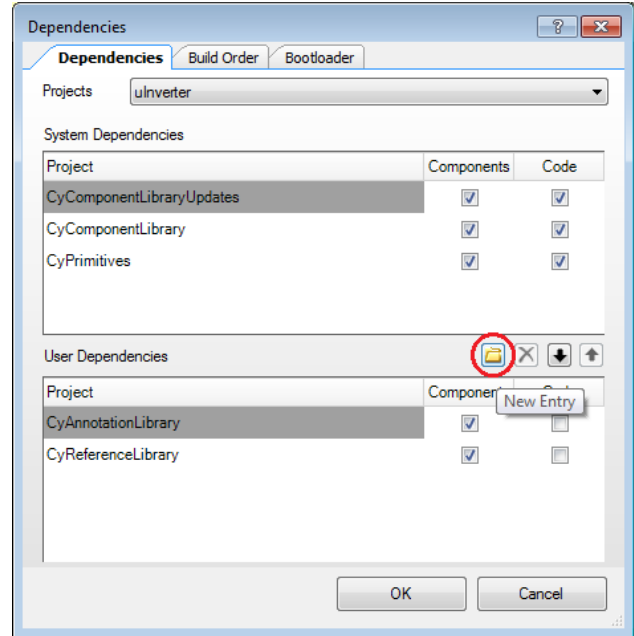 Dependencies
Dependencies Build Order Bootloader
Projects uInverter
System Dependencies
Project Components Code
CyComponentLibraryUpdates
CyComponentLibrary
CyPrimitives
User Dependencies
Project Componen
New Entry
CyAnnotationLibrary
CyReferenceLibrary
OK Cancel